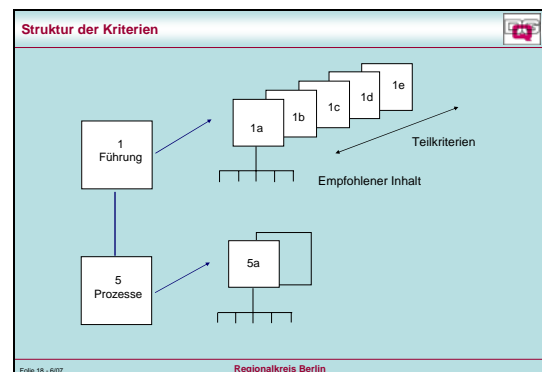 Struktur der Kriterien
DGQ
1e
1d
1c
1b
1a
1
Führung
Teilkriterien
Empfohlener Inhalt
5a
5
Prozesse
Folie 18 - 6/07
Regionalkreis Berlin